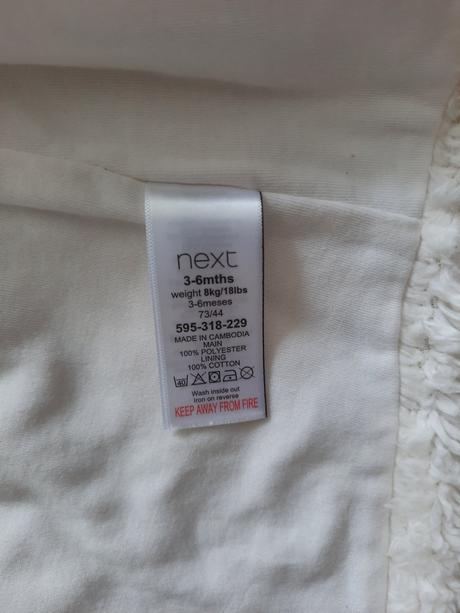 next
3-6mths
weight 8kg/18lbs
3-6meses
73/44
595-318-229
MADE IN CAMBODIA
MAIN
100% POLYESTER
LINING
100% COTTON
40
Wash inside out
iron on reverse
KEEP AWAY FROM FIRE